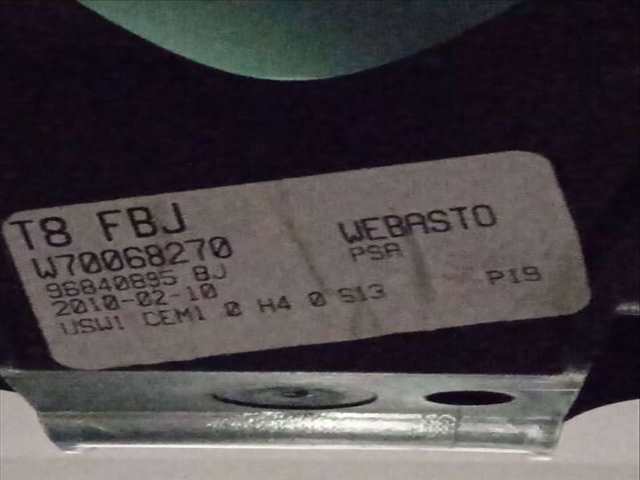 T8 FBJ
WEBASTO
W70068270
PSA
96840895 BJ
2010-02-10
P19
USW1 CEM1 0 H4 0 S13